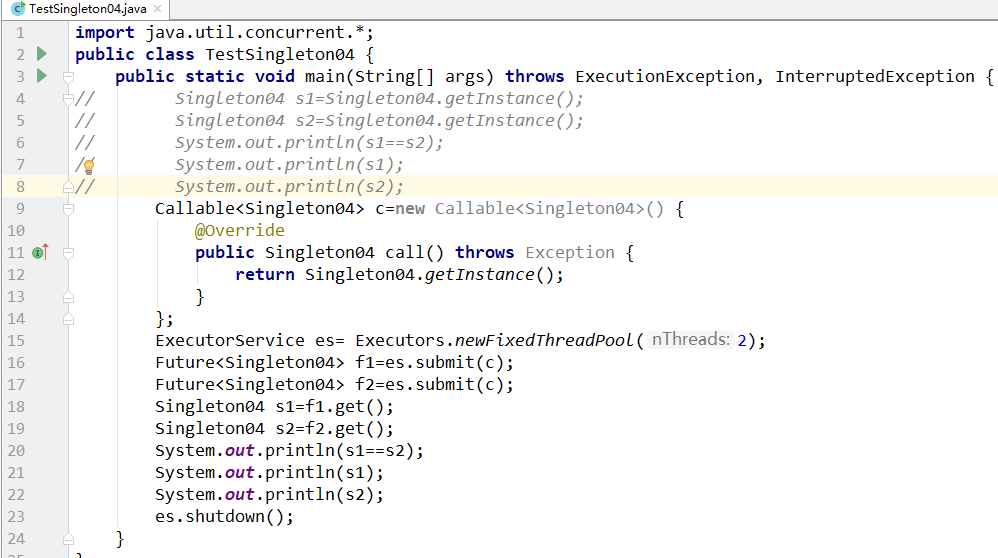 TestSingleton04.java ×
1 import java.util.concurrent.*;
2 public class TestSingleton04 {
3 public static void main(String[] args) throws ExecutionException, InterruptedException {
4 // Singleton04 s1=Singleton04.getInstance();
5 // Singleton04 s2=Singleton04.getInstance();
6 // System.out.println(s1==s2);
7 // System.out.println(s1);
8 // System.out.println(s2);
9 Callable<Singleton04> c=new Callable<Singleton04>() {
10 @Override
11 public Singleton04 call() throws Exception {
12 return Singleton04.getInstance();
13 }
14 };
15 ExecutorService es= Executors.newFixedThreadPool( nThreads: 2);
16 Future<Singleton04> f1=es.submit(c);
17 Future<Singleton04> f2=es.submit(c);
18 Singleton04 s1=f1.get();
19 Singleton04 s2=f2.get();
20 System.out.println(s1==s2);
21 System.out.println(s1);
22 System.out.println(s2);
23 es.shutdown();
24 }